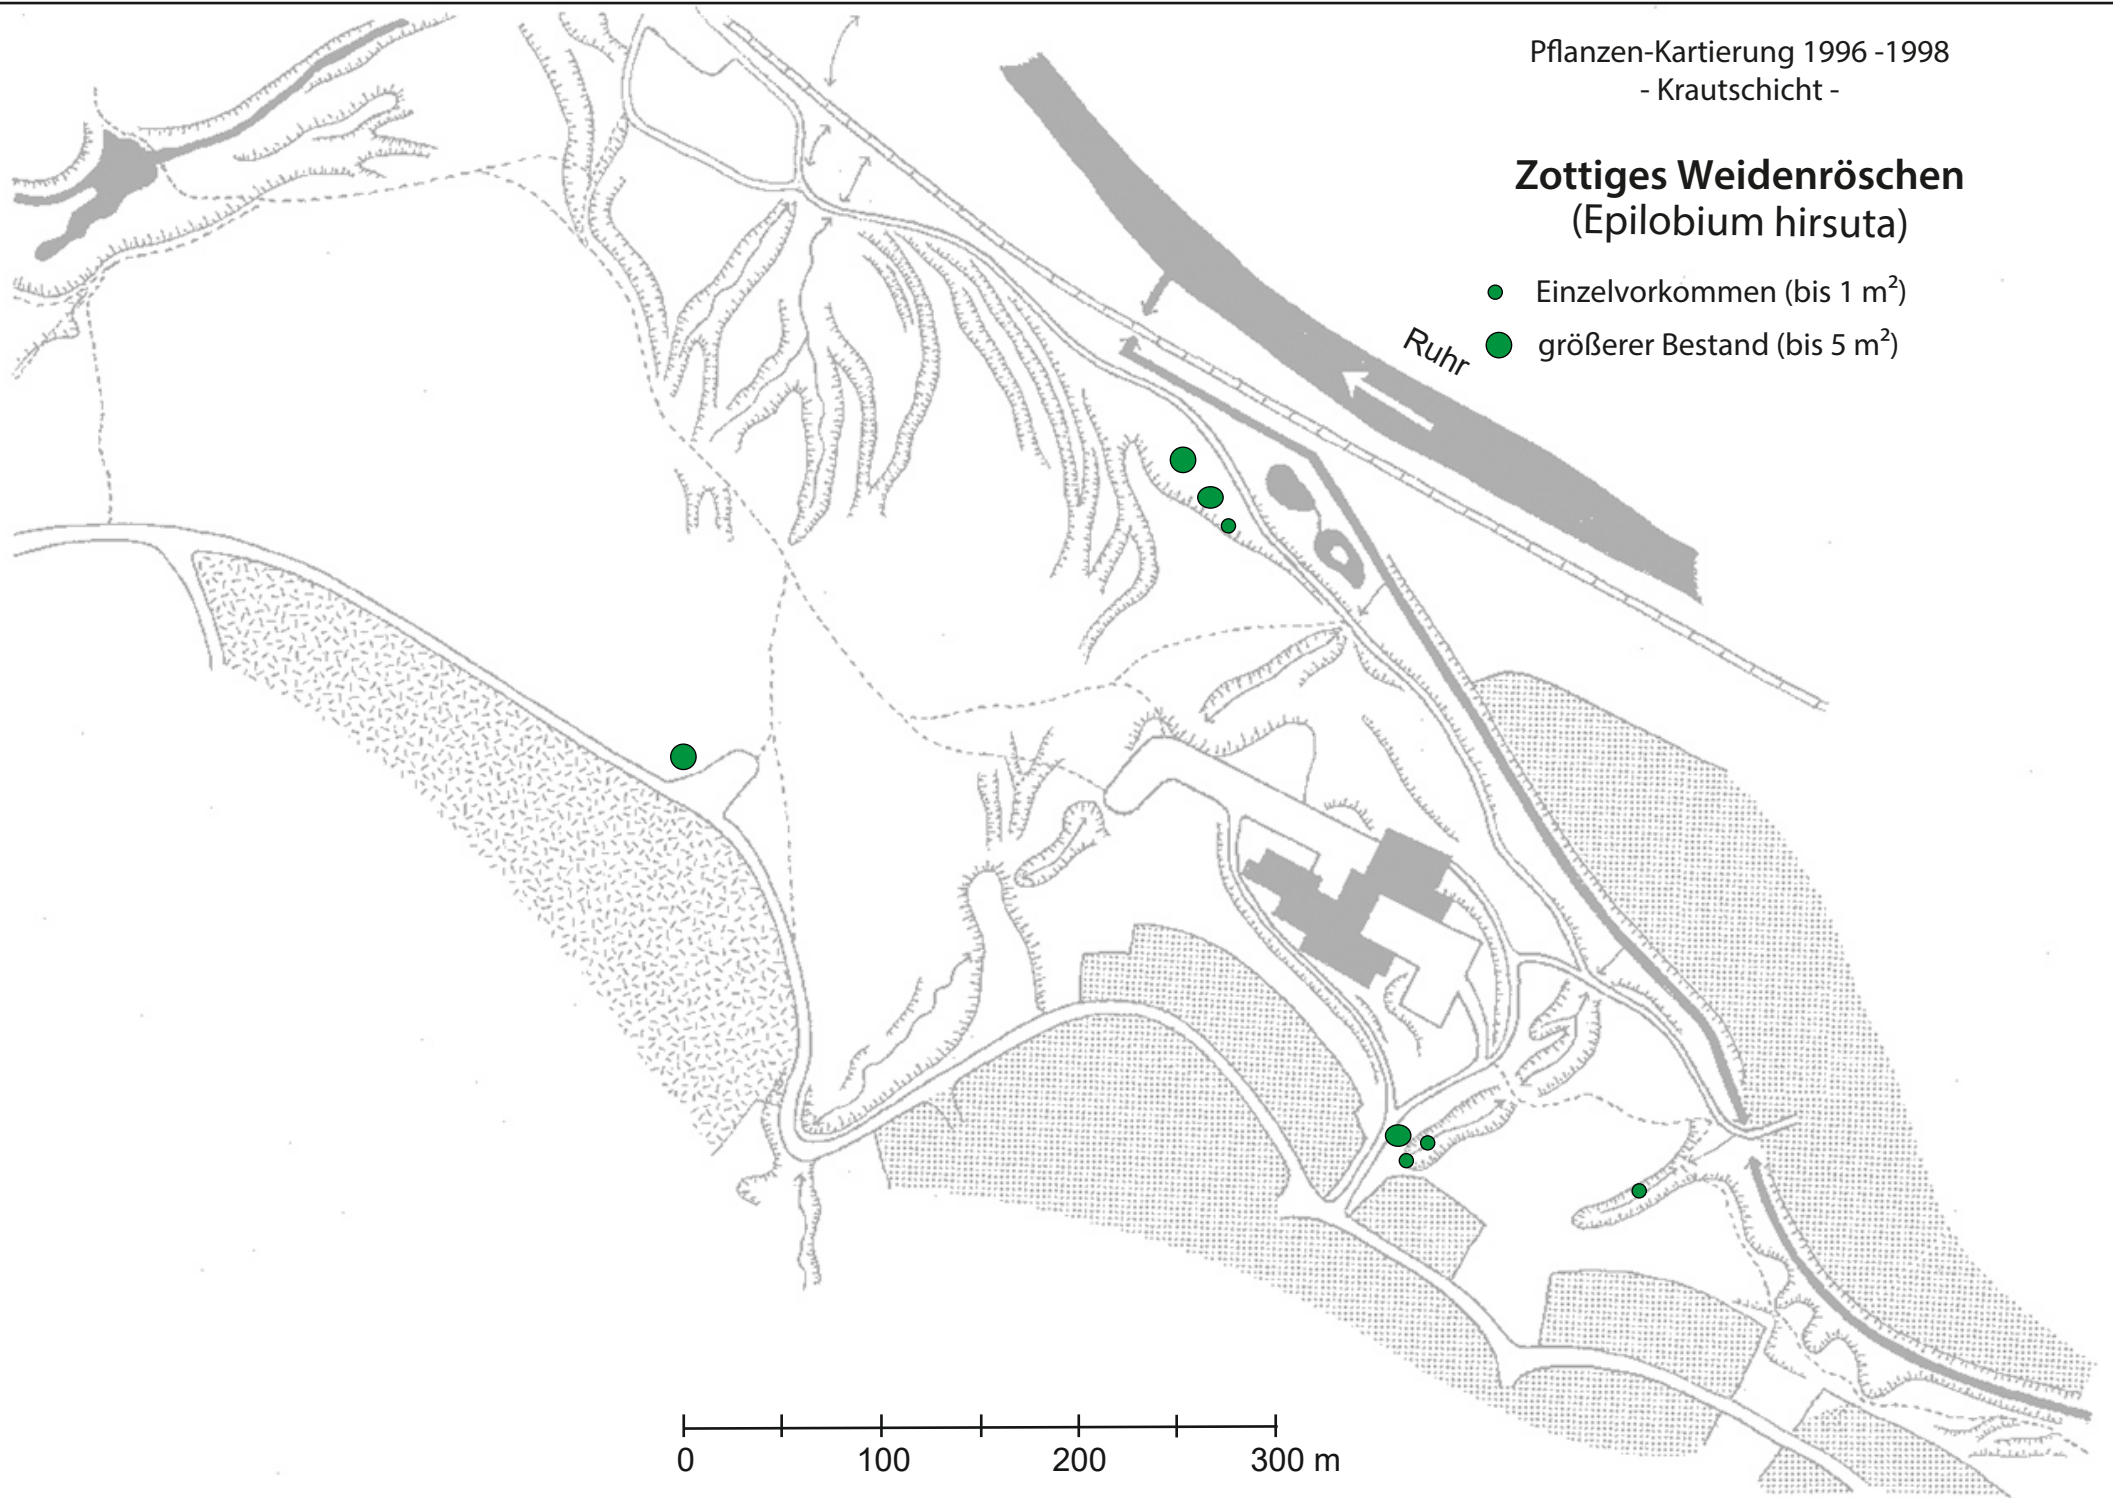 Pflanzen-Kartierung 1996 -1998
- Krautschicht -
Zottiges Weidenröschen
(Epilobium hirsuta)
Einzelvorkommen (bis 1 m²)
größerer Bestand (bis 5 m²)
Ruhr
0 100 200 300 m